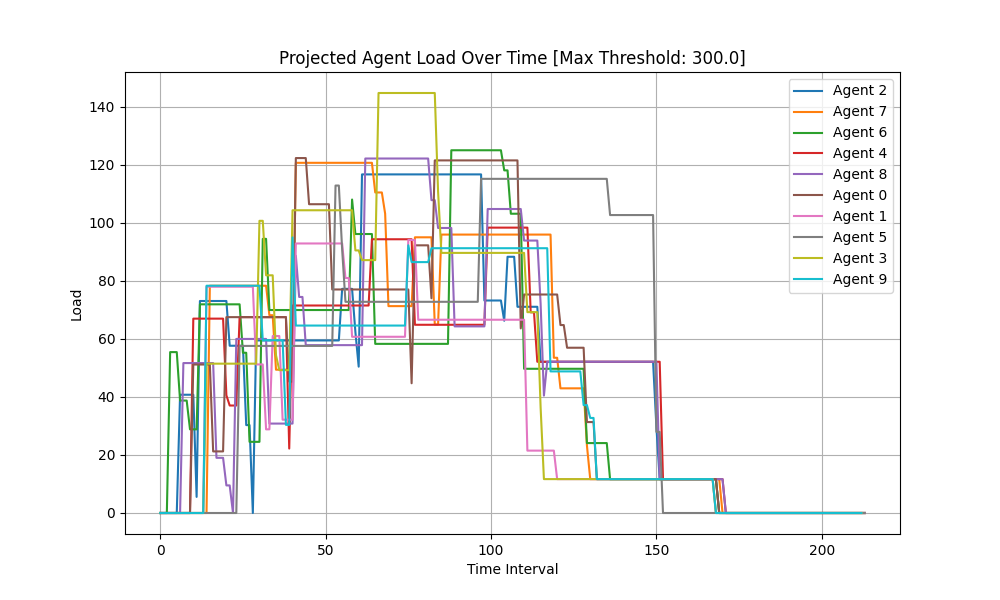 Projected Agent Load Over Time [Max Threshold: 300.0]
Load
140
120
100
80
60
40
20
0
0 50 100 150 200
Time Interval
Agent 2
Agent 7
Agent 6
Agent 4
Agent 8
Agent 0
Agent 1
Agent 5
Agent 3
Agent 9